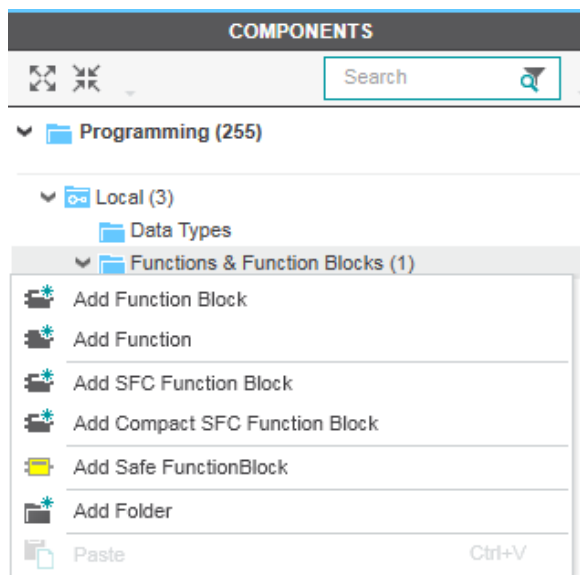 COMPONENTS
Search
Programming (255)
Local (3)
Data Types
Functions & Function Blocks (1)
Add Function Block
Add Function
Add SFC Function Block
Add Compact SFC Function Block
Add Safe FunctionBlock
Add Folder
Paste Ctrl+V